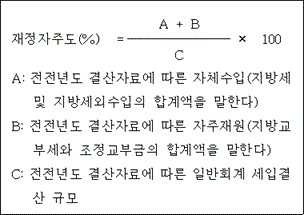 재정자주도(%) = A + B / C × 100
A: 전전년도 결산자료에 따른 자체수입(지방세
및 지방세외수입의 합계액을 말한다)
B: 전전년도 결산자료에 따른 자주재원(지방교
부세와 조정교부금의 합계액을 말한다)
C: 전전년도 결산자료에 따른 일반회계 세입결
산 규모